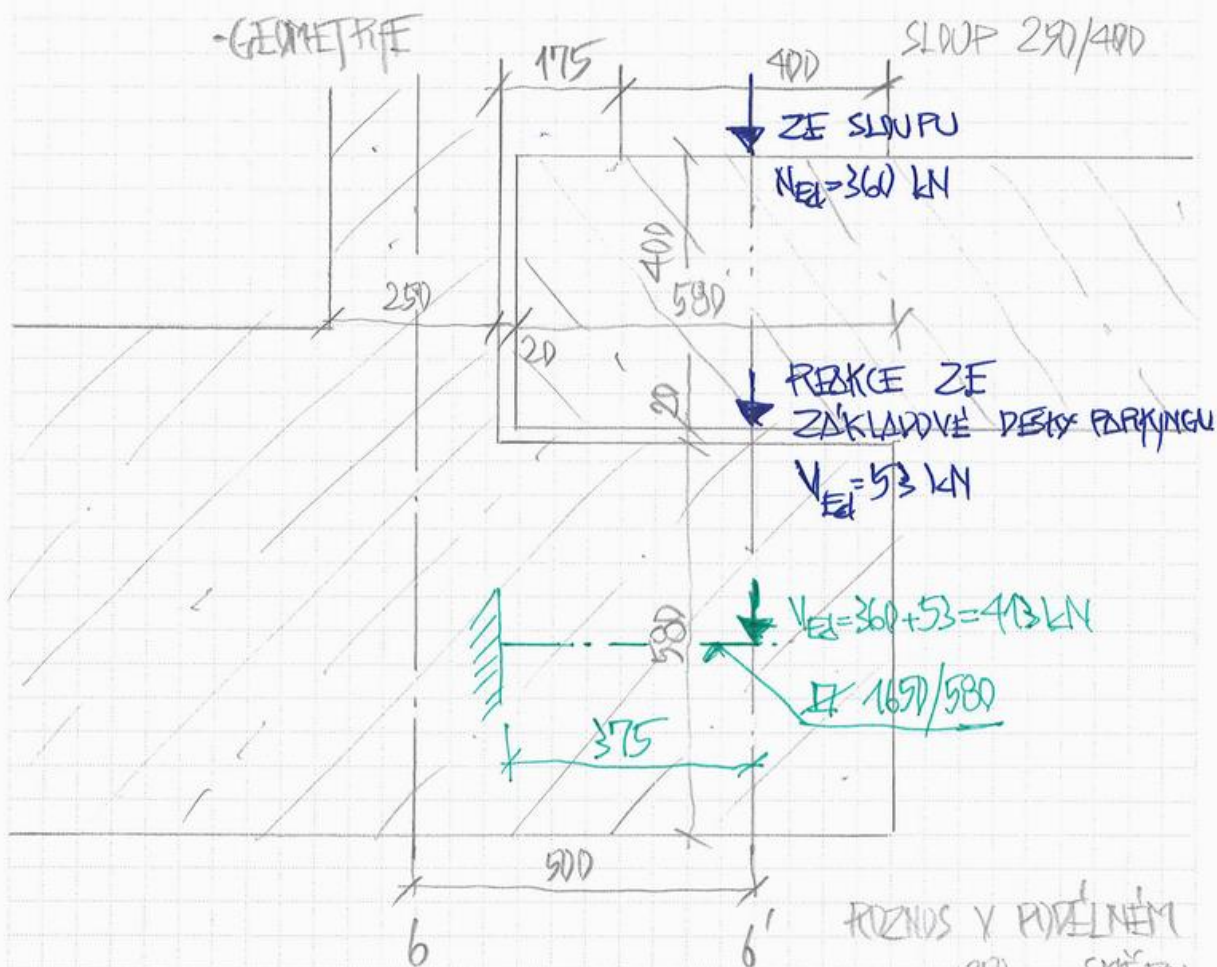 -GEOMETRIE
SLOUP 250/400
175
400
ZE SLOUPU
NEd=360 kN
400
250
580
20
20
REAKCE ZE
ZÁKLADOVÉ DESKY PARKINGU
VEd=53 kN
VEd=360+53=413 kN
580
1650/580
375
500
6
6'
ROZNOS V PODÉLNÉM